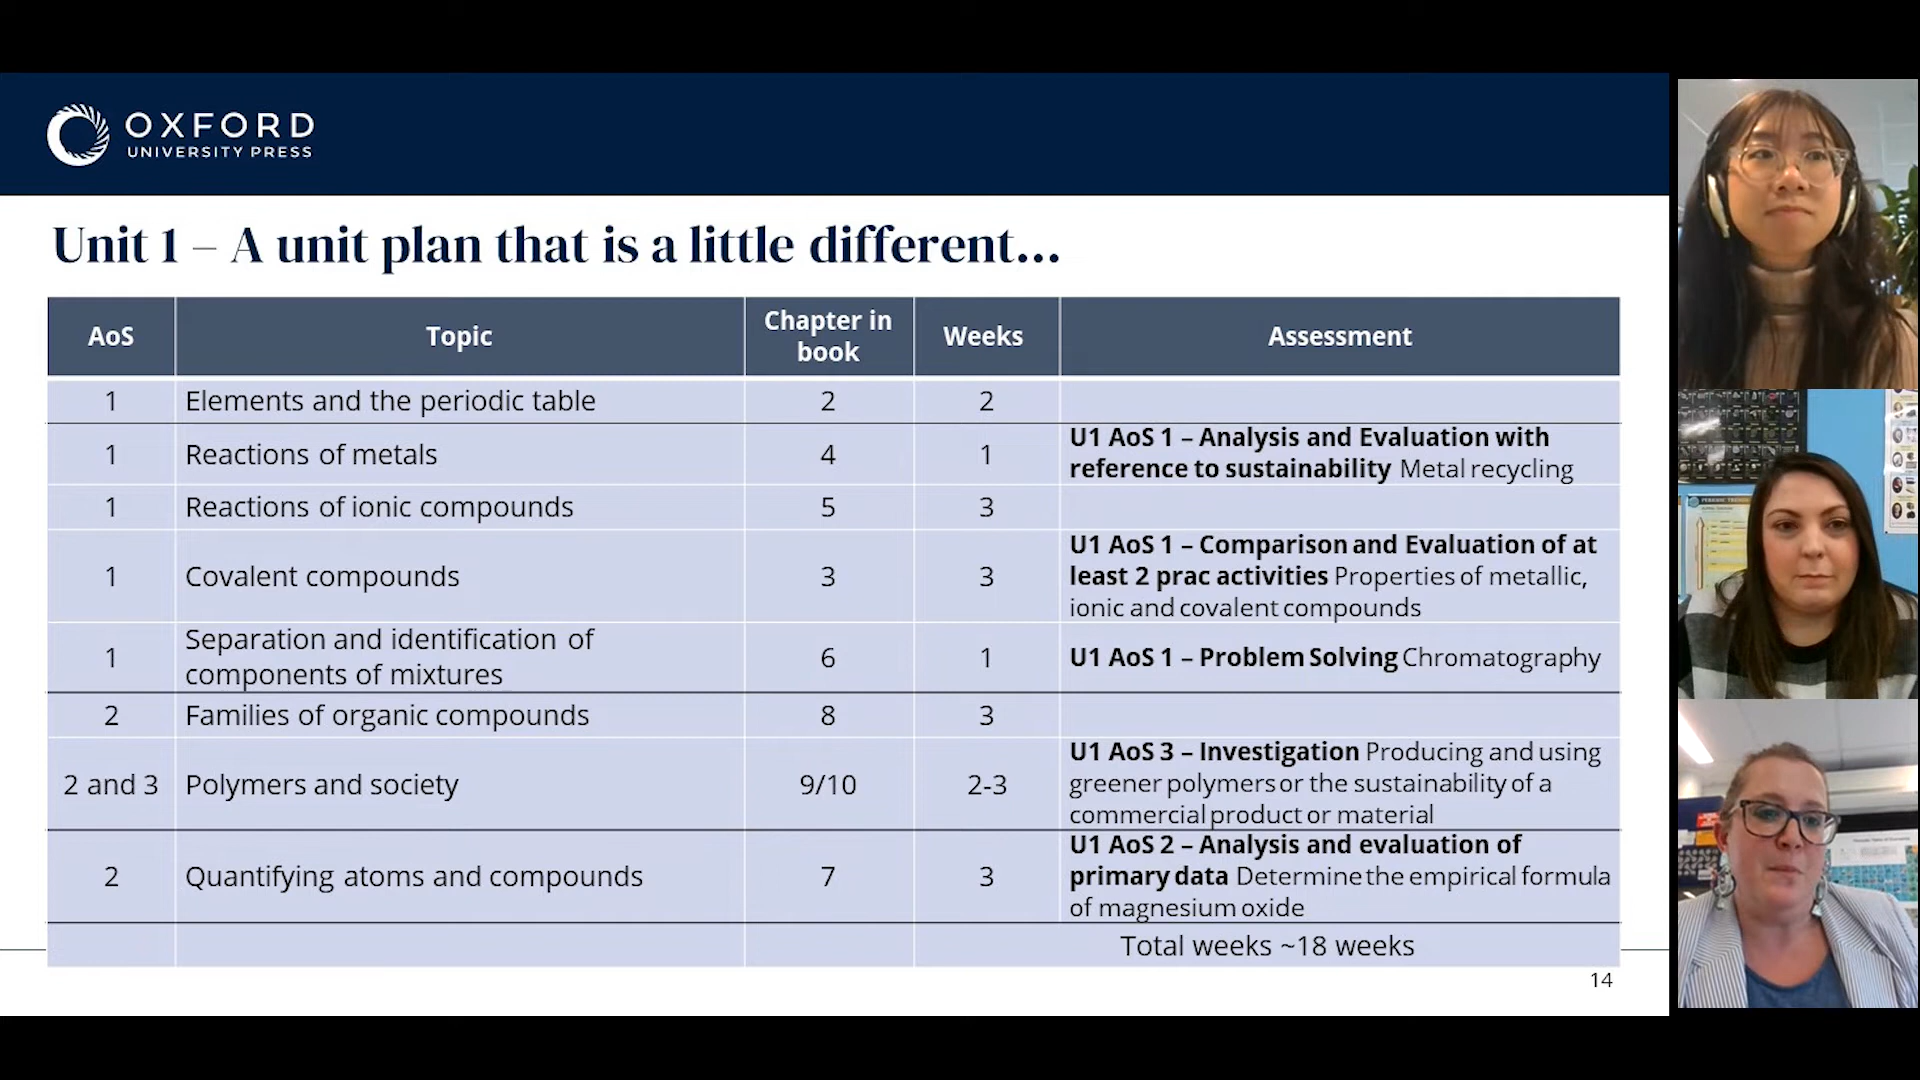 OXFORD
UNIVERSITY PRESS
Unit 1 – A unit plan that is a little different...
AoS
Topic
Chapter in
book
Weeks
Assessment
1
Elements and the periodic table
2
2
1
Reactions of metals
4
1
U1 AoS 1 – Analysis and Evaluation with
reference to sustainability Metal recycling
1
Reactions of ionic compounds
5
3
1
Covalent compounds
3
3
U1 AoS 1 – Comparison and Evaluation of at
least 2 prac activities Properties of metallic,
ionic and covalent compounds
1
Separation and identification of
components of mixtures
6
1
U1 AoS 1 – Problem Solving Chromatography
2
Families of organic compounds
8
3
2 and 3
Polymers and society
9/10
2-3
U1 AoS 3 – Investigation Producing and using
greener polymers or the sustainability of a
commercial product or material
2
Quantifying atoms and compounds
7
3
U1 AoS 2 – Analysis and evaluation of
primary data Determine the empirical formula
of magnesium oxide
Total weeks ~18 weeks
14